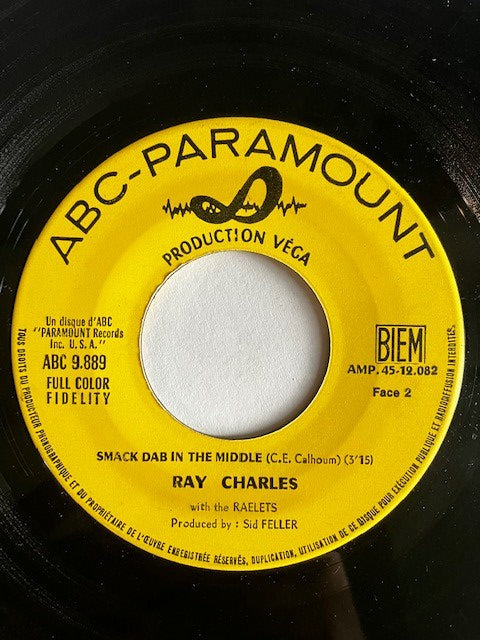 ABC-PARAMOUNT
PRODUCTION VÉGA
Un disque d'ABC
"PARAMOUNT Records
Inc. U.S.A."
ABC 9.889
FULL COLOR
FIDELITY
BIEM
AMP. 45-12.082
Face 2
SMACK DAB IN THE MIDDLE (C.E. Calhoum) (3'15)
RAY CHARLES
with the RAELETS
Produced by : Sid FELLER
TOUS DROITS DU PRODUCTEUR PHONOGRAPHIQUE ET DU PROPRIÉTAIRE DE L'ŒUVRE ENREGISTRÉE RÉSERVÉS, DUPLICATION, UTILISATION DE CE DISQUE POUR EXÉCUTION PUBLIQUE ET RADIODIFFUSION INTERDITES.